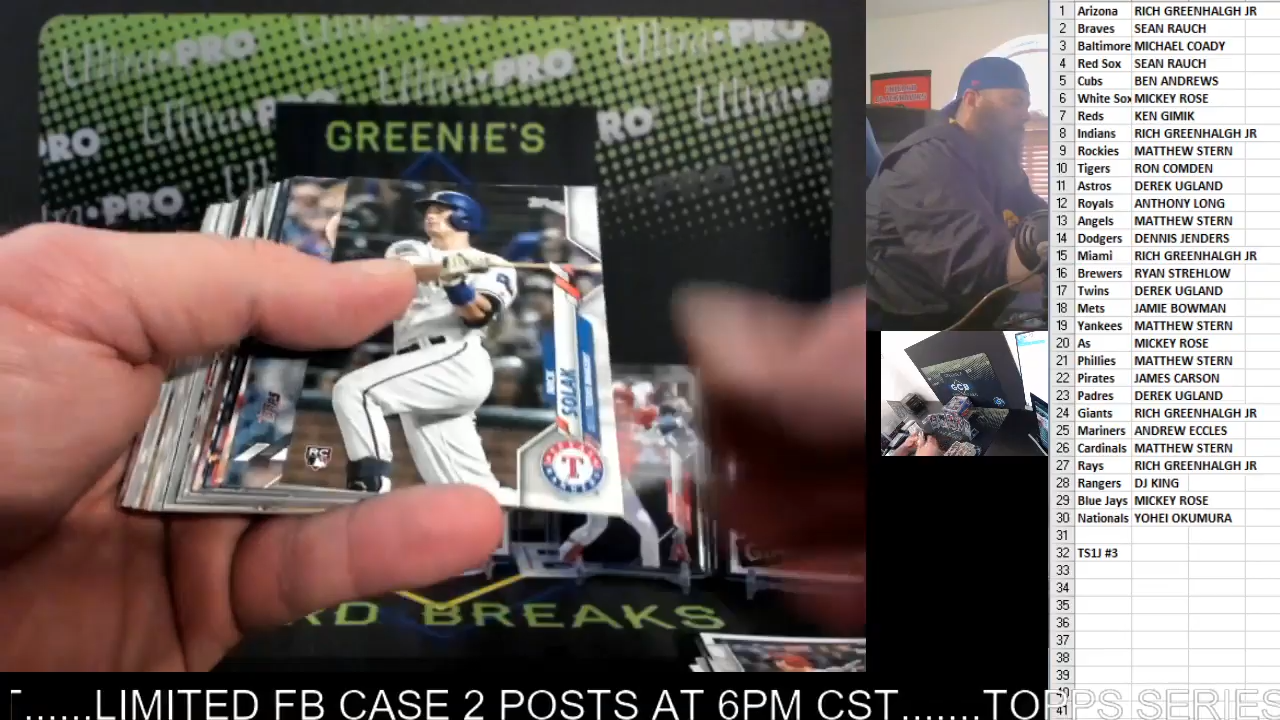 Ultra•PRO
Ultra•PRO
Ultra•PRO
GREENIE'S
RO
PRO
Ultra•PRO
SOLAK
RC
T
BREAKS
GCB
1 Arizona RICH GREENHALGH JR
2 Braves SEAN RAUCH
3 Baltimore MICHAEL COADY
4 Red Sox SEAN RAUCH
5 Cubs BEN ANDREWS
6 White Sox MICKEY ROSE
7 Reds KEN GIMIK
8 Indians RICH GREENHALGH JR
9 Rockies MATTHEW STERN
10 Tigers RON COMDEN
11 Astros DEREK UGLAND
12 Royals ANTHONY LONG
13 Angels MATTHEW STERN
14 Dodgers DENNIS JENDERS
15 Miami RICH GREENHALGH JR
16 Brewers RYAN STREHLOW
17 Twins DEREK UGLAND
18 Mets JAMIE BOWMAN
19 Yankees MATTHEW STERN
20 As MICKEY ROSE
21 Phillies MATTHEW STERN
22 Pirates JAMES CARSON
23 Padres DEREK UGLAND
24 Giants RICH GREENHALGH JR
25 Mariners ANDREW ECCLES
26 Cardinals MATTHEW STERN
27 Rays RICH GREENHALGH JR
28 Rangers DJ KING
29 Blue Jays MICKEY ROSE
30 Nationals YOHEI OKUMURA
31
32 TS1J #3
33
34
35
36
37
38
39
40
41
......LIMITED FB CASE 2 POSTS AT 6PM CST.......TOPPS SERIES